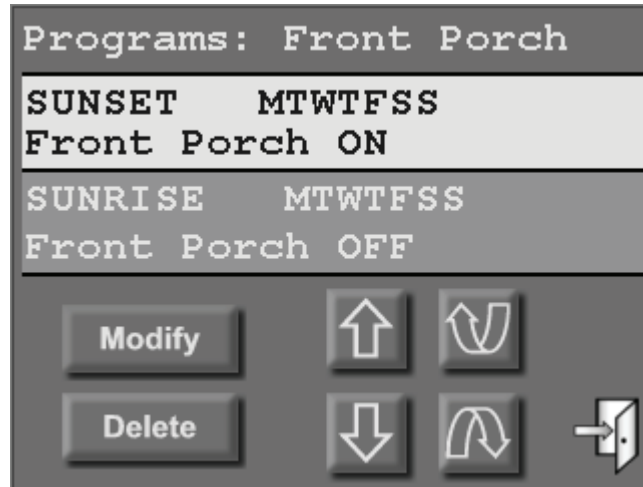 Programs: Front Porch
SUNSET MTWTFSS
Front Porch ON
SUNRISE MTWTFSS
Front Porch OFF
Modify
Delete